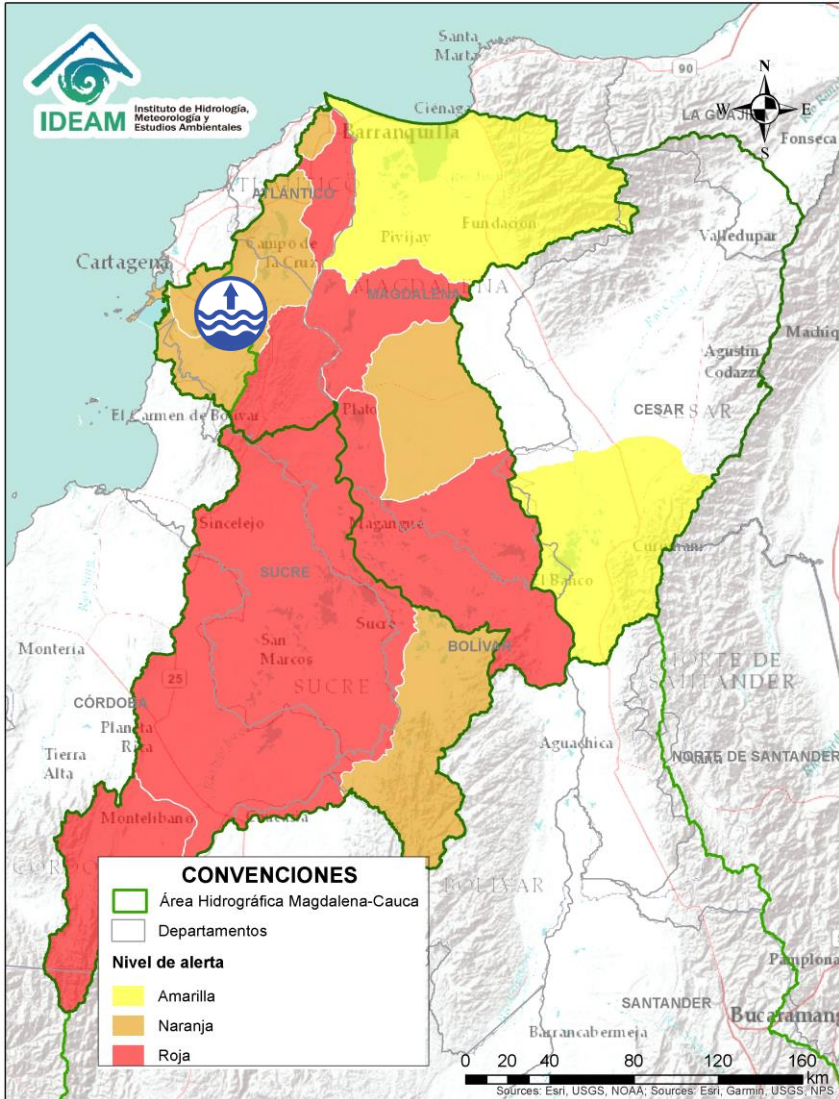 IDEAM
Instituto de Hidrología,
Meteorología y
Estudios Ambientales
Santa
Marta
90
N
W
E
S
Ciénaga
LA GUAJIRA
Fonseca
Barranquilla
ATLÁNTICO
Cartagena
Campo de
la Cruz
Pivijay
Fundación
Valledupar
MAGDALENA
Agustín
Codazzi
El Carmen de Bolívar
Plato
CESAR
CESAR
Sincelejo
Magangué
SUCRE
El Banco
Sucre
BOLÍVAR
San
Marcos
SUCRE
Montería
25
CÓRDOBA
Planeta
Rica
Tierra
Alta
NORTE DE
SANTANDER
Aguachica
NORTE DE SANTANDER
Montelibano
BOLÍVAR
CONVENCIONES
Área Hidrográfica Magdalena-Cauca
Departamentos
Nivel de alerta
Amarilla
Naranja
Roja
Pamplona
SANTANDER
Bucaramang
Barrancabermeja
0 20 40 80 120 160
km
Sources: Esri, USGS, NOAA; Sources: Esri, Garmin, USGS, NPS